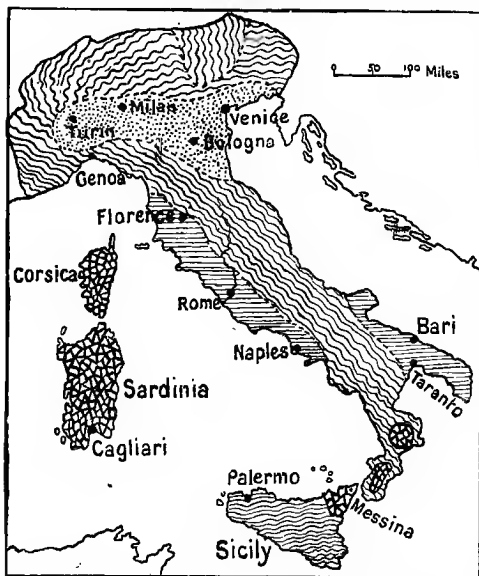 0 50 100 Miles
Milan
Turin
Venice
Bologna
Genoa
Florence
Corsica
Rome
Bari
Naples
Sardinia
Taranto
Cagliari
Palermo
Messina
Sicily